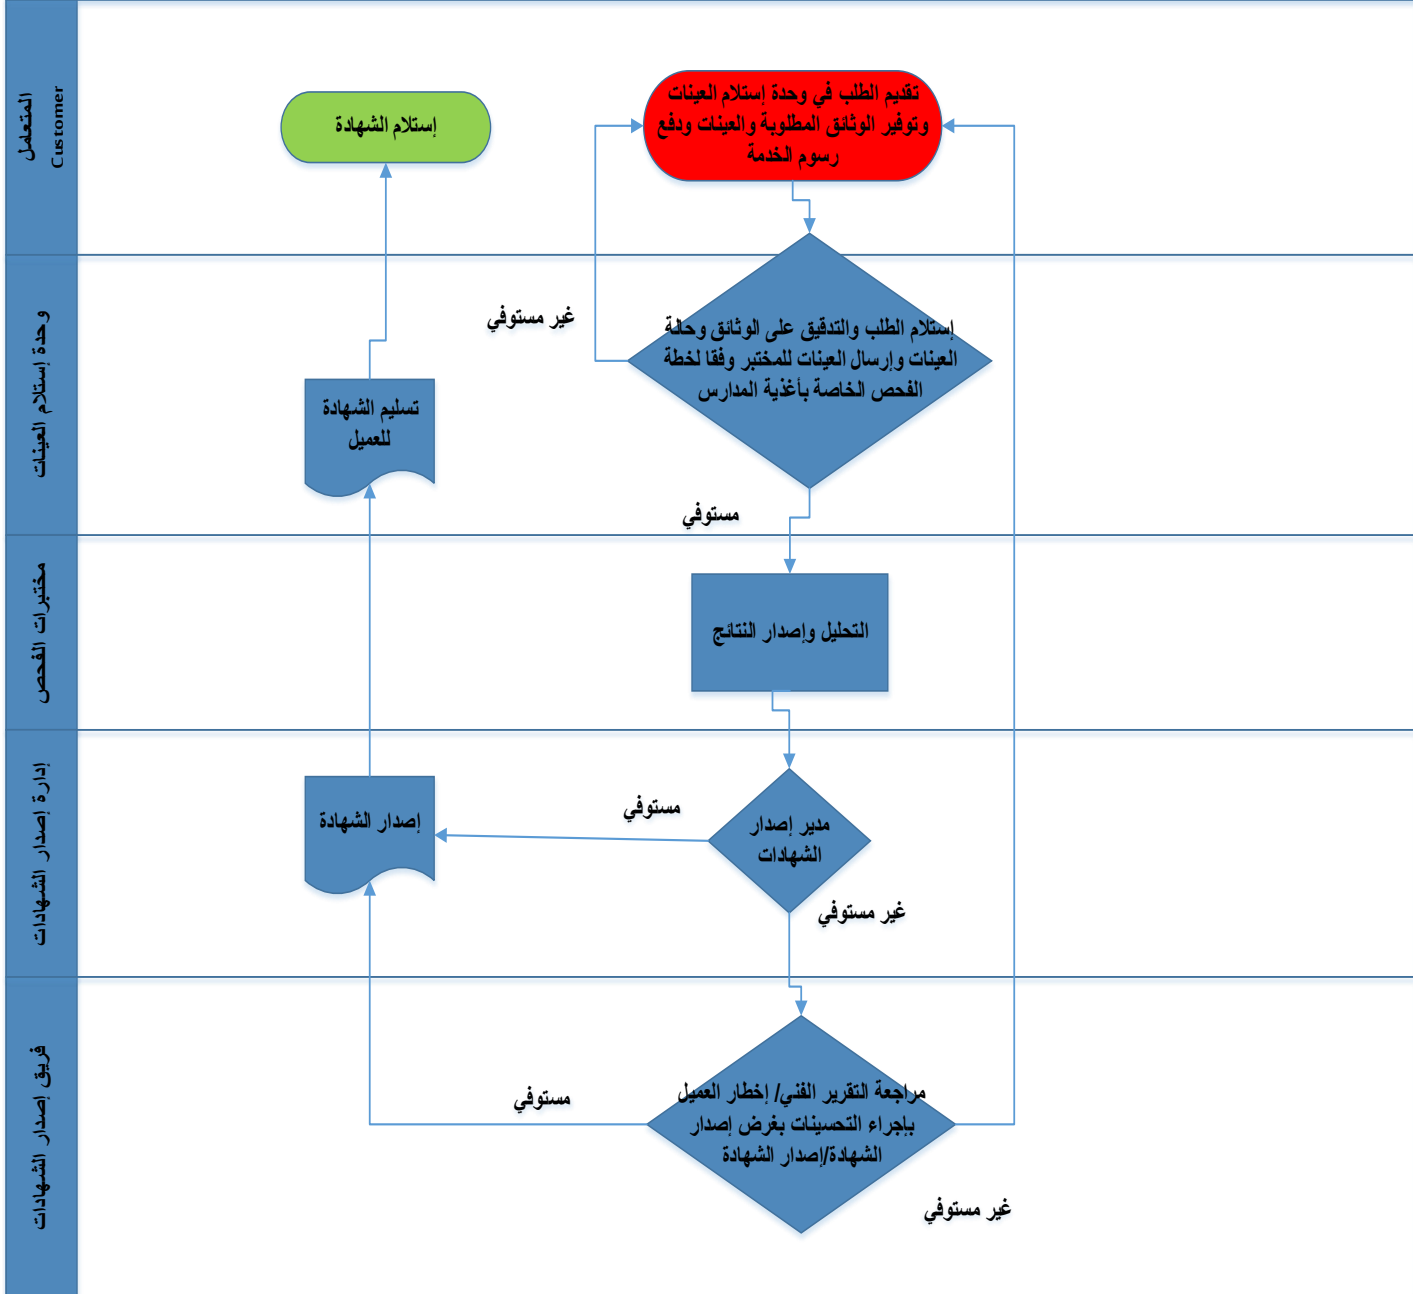 المتعمل
Customer
إستلام الشهادة
تقديم الطلب في وحدة إستلام العينات
وتوفير الوثائق المطلوبة والعينات ودفع
رسوم الخدمة
وحدة إستلام العينات
غير مستوفي
إستلام الطلب والتدقيق على الوثائق وحالة
العينات وإرسال العينات للمختبر وفقا لخطة
الفحص الخاصة بأغذية المدارس
تسليم الشهادة
للعميل
مستوفي
مختبرات الفحص
التحليل وإصدار النتائج
إدارة إصدار الشهادات
مدير إصدار
الشهادات
مستوفي
إصدار الشهادة
غير مستوفي
فريق إصدار الشهادات
مراجعة التقرير الفني/ إخطار العميل
بإجراء التحسينات بغرض إصدار
الشهادة/إصدار الشهادة
مستوفي
غير مستوفي